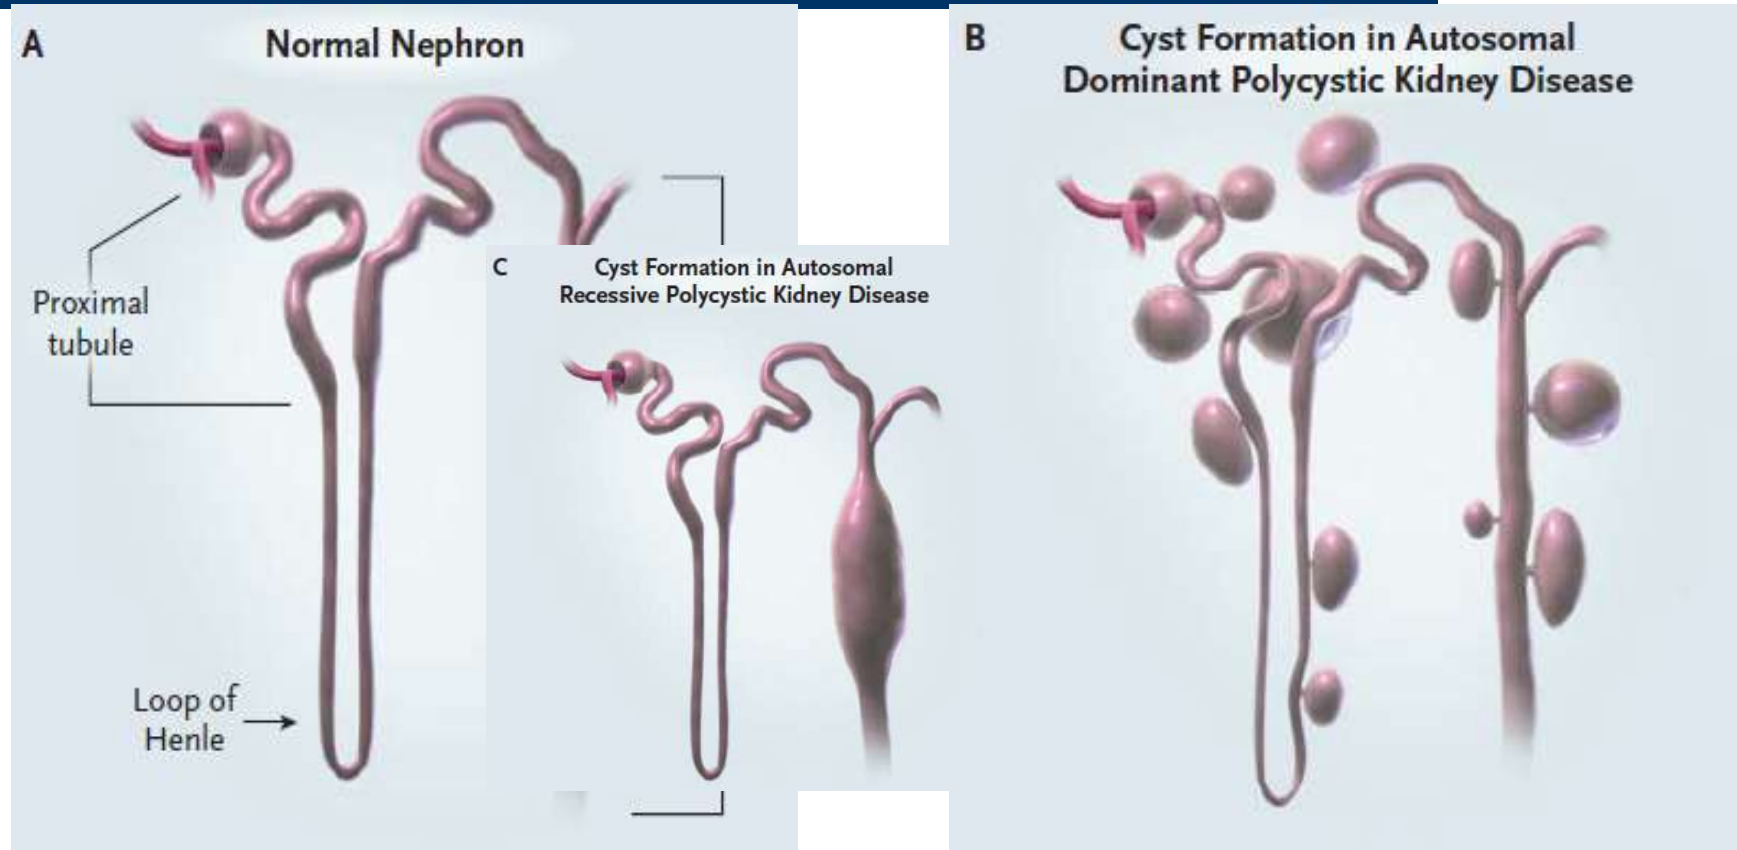 A
Normal Nephron
Proximal
tubule
Loop of
Henle
C
Cyst Formation in Autosomal
Recessive Polycystic Kidney Disease
B
Cyst Formation in Autosomal
Dominant Polycystic Kidney Disease